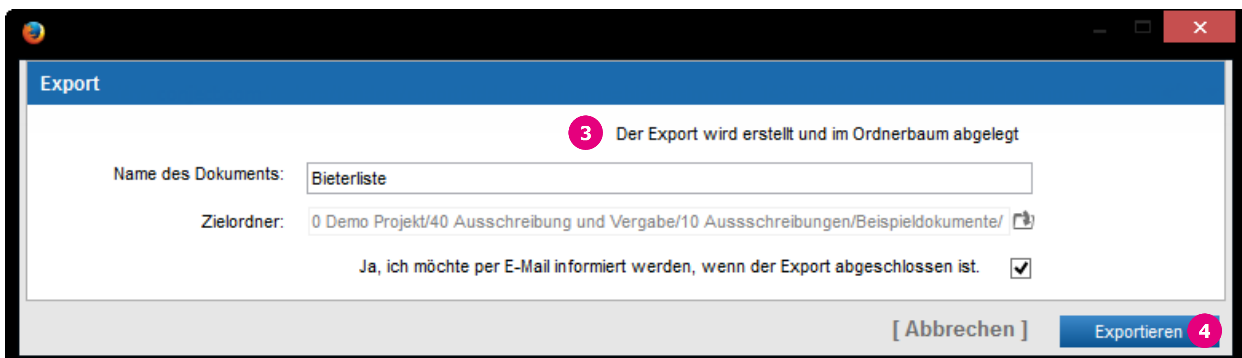 Export
3 Der Export wird erstellt und im Ordnerbaum abgelegt
Name des Dokuments: Bieterliste
Zielordner: 0 Demo Projekt/40 Ausschreibung und Vergabe/10 Aussschreibungen/Beispieldokumente/
Ja, ich möchte per E-Mail informiert werden, wenn der Export abgeschlossen ist.
[ Abbrechen ] Exportieren 4